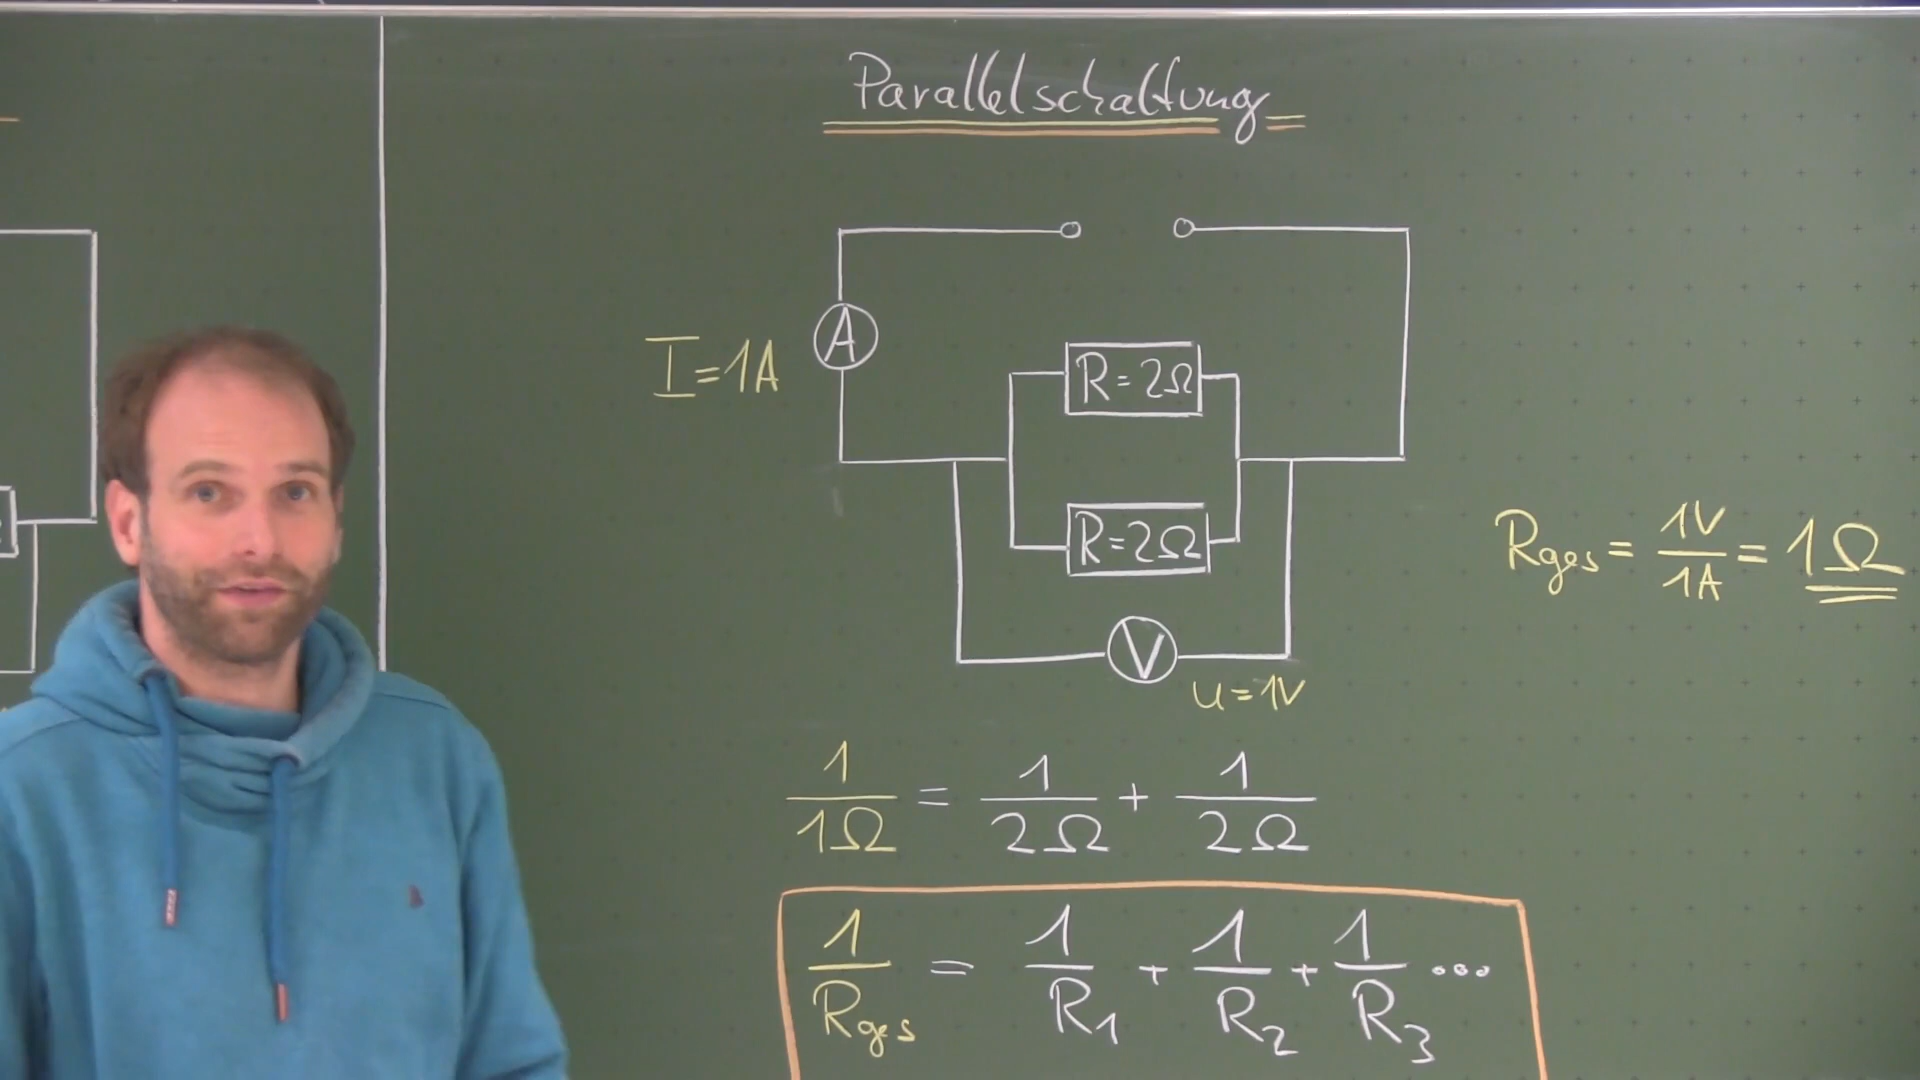 Parallelschaltung
A
I=1A
R=2Ω
R=2Ω
Rges = 1V/1A = 1Ω
V
U=1V
1/1Ω = 1/2Ω + 1/2Ω
1/Rges = 1/R1 + 1/R2 + 1/R3 ...